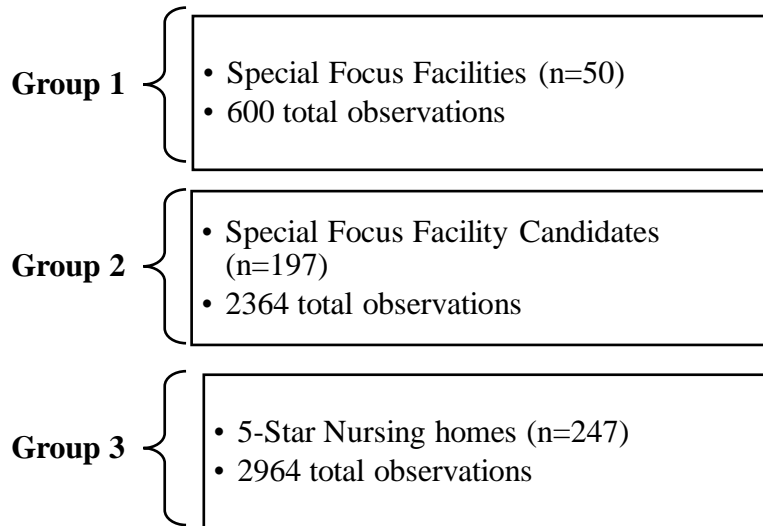 Group 1
• Special Focus Facilities (n=50)
• 600 total observations
Group 2
• Special Focus Facility Candidates
(n=197)
• 2364 total observations
Group 3
• 5-Star Nursing homes (n=247)
• 2964 total observations